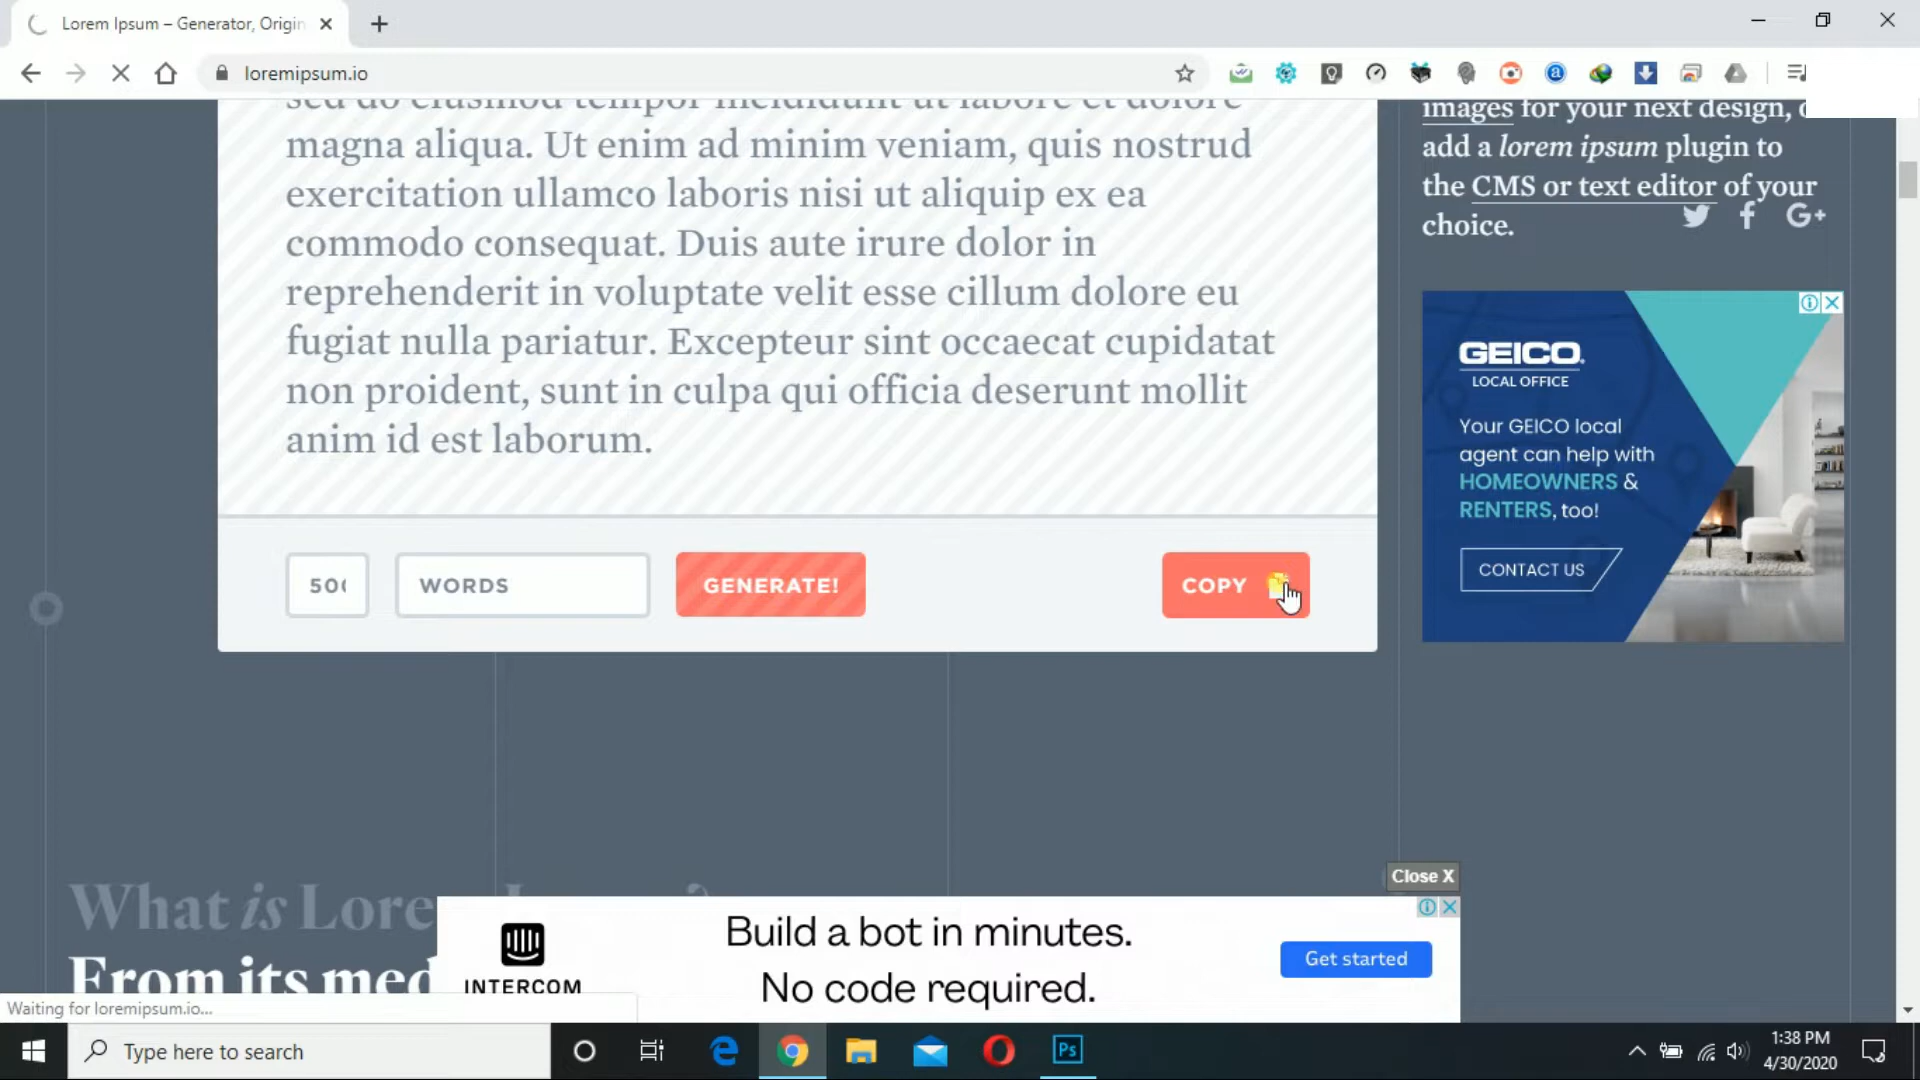 Lorem Ipsum – Generator, Origin
loremipsum.io
sed do eiusmod tempor incididunt ut labore et dolore
magna aliqua. Ut enim ad minim veniam, quis nostrud
exercitation ullamco laboris nisi ut aliquip ex ea
commodo consequat. Duis aute irure dolor in
reprehenderit in voluptate velit esse cillum dolore eu
fugiat nulla pariatur. Excepteur sint occaecat cupidatat
non proident, sunt in culpa qui officia deserunt mollit
anim id est laborum.
WORDS
GENERATE!
COPY
images for your next design,
add a lorem ipsum plugin to
the CMS or text editor of your
choice.
G+
GEICO
LOCAL OFFICE
Your GEICO local
agent can help with
HOMEOWNERS &
RENTERS, too!
CONTACT US
What is
From its
Close X
INTERCOM
Build a bot in minutes.
No code required.
Get started
Waiting for loremipsum.io...
Type here to search
Ps
1:38 PM
4/30/2020